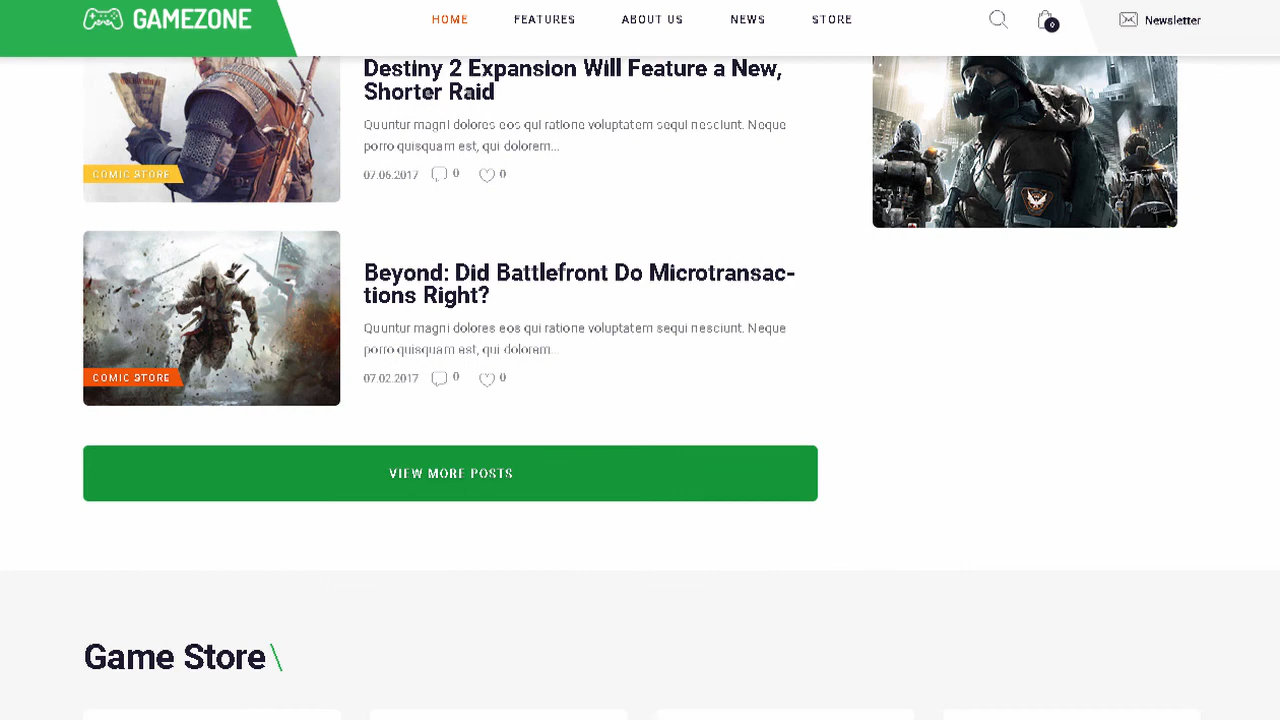 GAMEZONE
HOME FEATURES ABOUT US NEWS STORE 0 Newsletter
Destiny 2 Expansion Will Feature a New,
Shorter Raid
Quuntur magni dolores eos qui ratione voluptatem sequi nesciunt. Neque
porro quisquam est, qui dolorem...
COMIC STORE
07.06.2017 0 0
Beyond: Did Battlefront Do Microtransac-
tions Right?
Quuntur magni dolores eos qui ratione voluptatem sequi nesciunt. Neque
porro quisquam est, qui dolorem...
COMIC STORE
07.02.2017 0 0
VIEW MORE POSTS
Game Store\